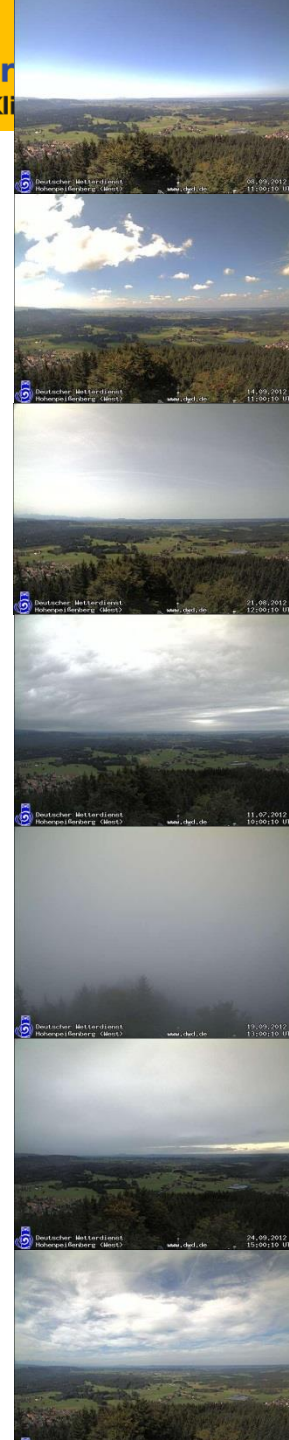 r
Kli
Deutscher Wetterdienst 08.09.2012
Hohenpeißenberg (West) www.dwd.de 11:00:10 U
Deutscher Wetterdienst 14.09.2012
Hohenpeißenberg (West) www.dwd.de 11:00:10 U
Deutscher Wetterdienst 21.08.2012
Hohenpeißenberg (West) www.dwd.de 12:00:10 U
Deutscher Wetterdienst 11.07.2012
Hohenpeißenberg (West) www.dwd.de 10:00:10 U
Deutscher Wetterdienst 19.09.2012
Hohenpeißenberg (West) www.dwd.de 13:00:10 U
Deutscher Wetterdienst 24.09.2012
Hohenpeißenberg (West) www.dwd.de 15:00:10 U